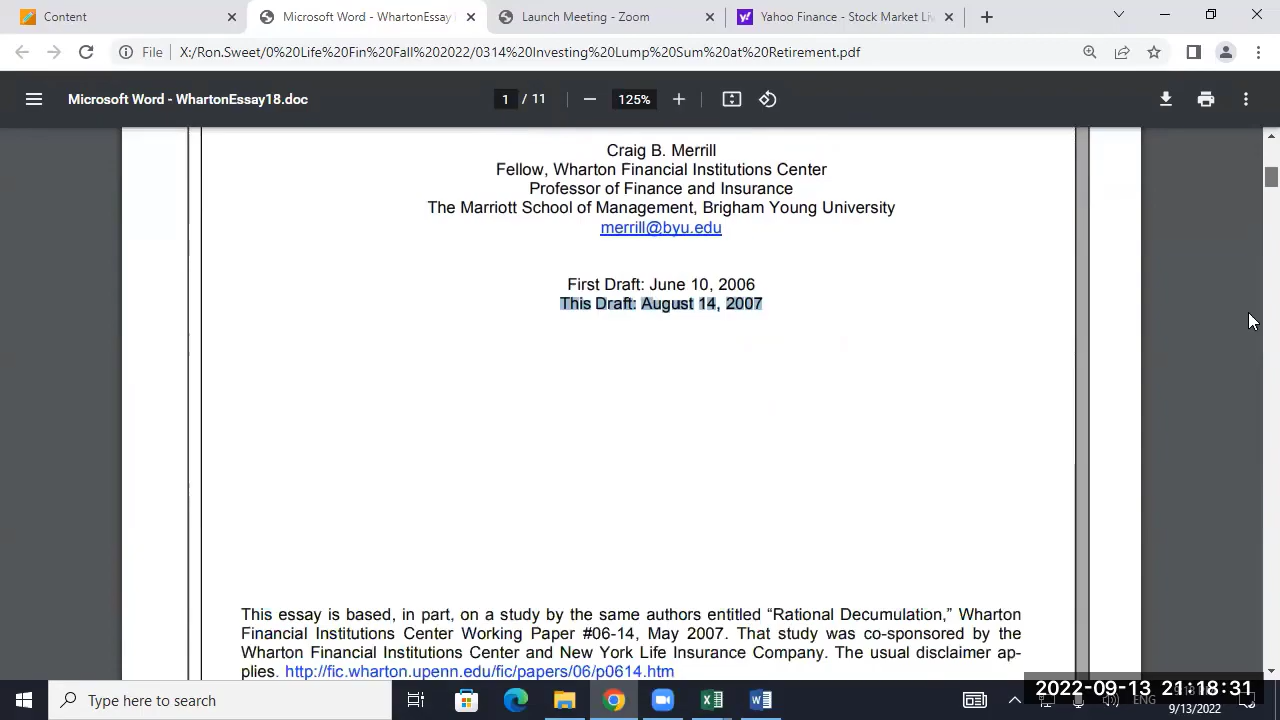 Content
Microsoft Word - WhartonEssay
Launch Meeting - Zoom
Yahoo Finance - Stock Market Liv
File
X:/Ron.Sweet/0%20Life%20Fin%20Fall%202022/0314%20Investing%20Lump%20Sum%20at%20Retirement.pdf
Microsoft Word - WhartonEssay18.doc
1 / 11
125%
Craig B. Merrill
Fellow, Wharton Financial Institutions Center
Professor of Finance and Insurance
The Marriott School of Management, Brigham Young University
merrill@byu.edu
First Draft: June 10, 2006
This Draft: August 14, 2007
This essay is based, in part, on a study by the same authors entitled “Rational Decumulation,” Wharton
Financial Institutions Center Working Paper #06-14, May 2007. That study was co-sponsored by the
Wharton Financial Institutions Center and New York Life Insurance Company. The usual disclaimer ap-
plies. http://fic.wharton.upenn.edu/fic/papers/06/p0614.htm
Type here to search
ENG
2022-09-13 21:18:31
9/13/2022